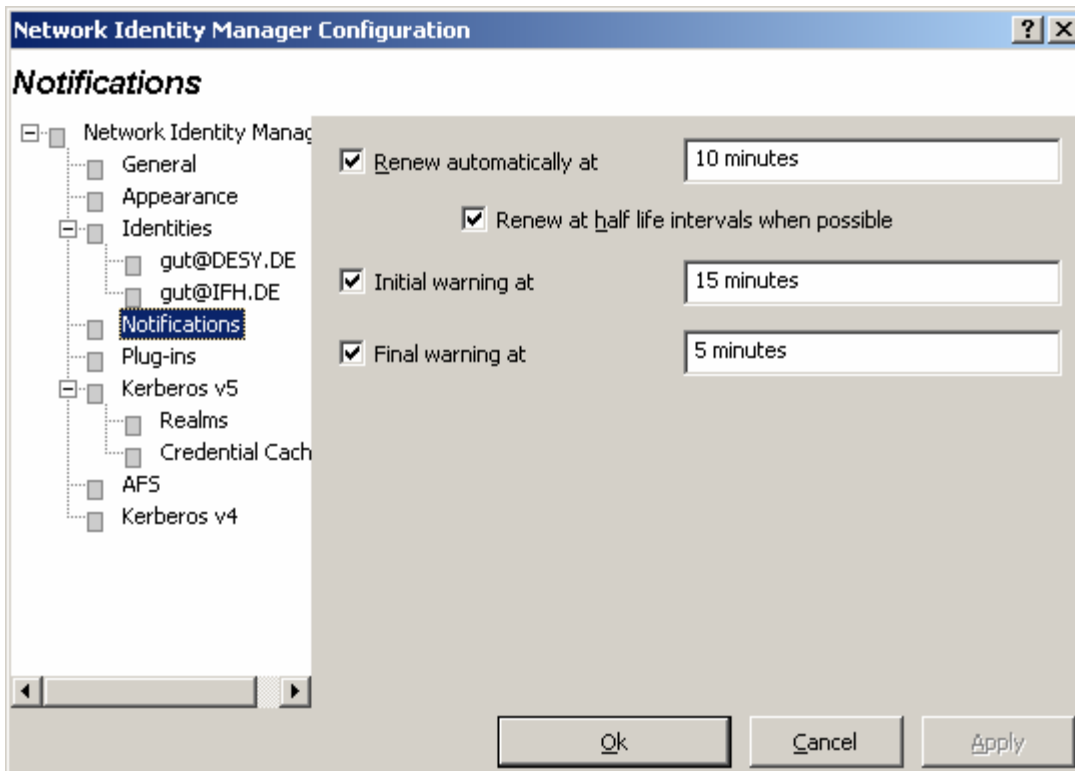 Network Identity Manager Configuration
Notifications
Network Identity Manag
General
Appearance
Identities
gut@DESY.DE
gut@IFH.DE
Notifications
Plug-ins
Kerberos v5
Realms
Credential Cach
AFS
Kerberos v4
Renew automatically at
10 minutes
Renew at half life intervals when possible
Initial warning at
15 minutes
Final warning at
5 minutes
Ok
Cancel
Apply